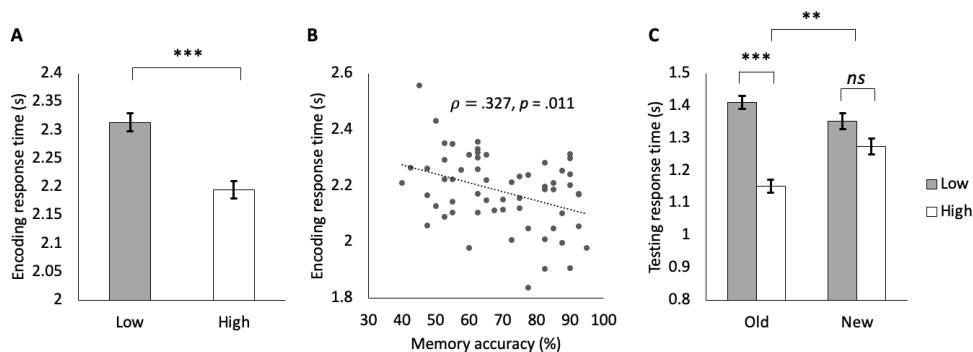 A
Encoding response time (s)
2.4
2.35
2.3
2.25
2.2
2.15
2.1
2.05
2
***
Low
High
B
Encoding response time (s)
2.6
2.4
2.2
2
1.8
ρ = .327, p = .011
30
40
50
60
70
80
90
100
Memory accuracy (%)
C
Testing response time (s)
1.5
1.4
1.3
1.2
1.1
1
0.9
0.8
**
***
ns
Old
New
Low
High